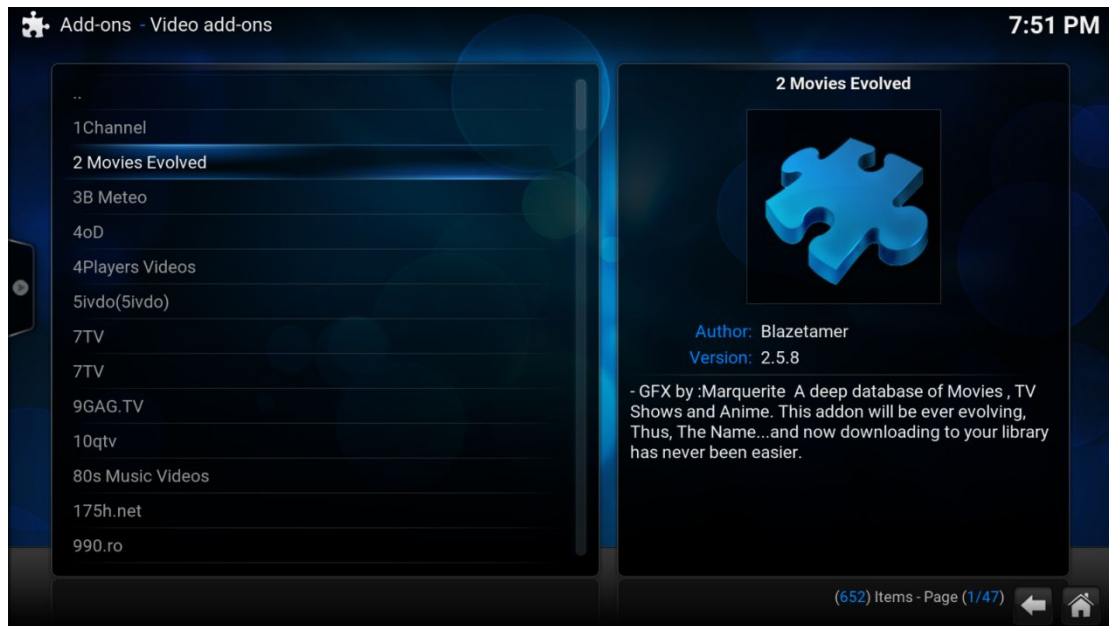 Add-ons - Video add-ons
7:51 PM
..
1Channel
2 Movies Evolved
3B Meteo
4oD
4Players Videos
5ivdo(5ivdo)
7TV
7TV
9GAG.TV
10qtv
80s Music Videos
175h.net
990.ro
2 Movies Evolved
Author: Blazetamer
Version: 2.5.8
- GFX by :Marquerite A deep database of Movies , TV
Shows and Anime. This addon will be ever evolving,
Thus, The Name...and now downloading to your library
has never been easier.
(652) Items - Page (1/47)